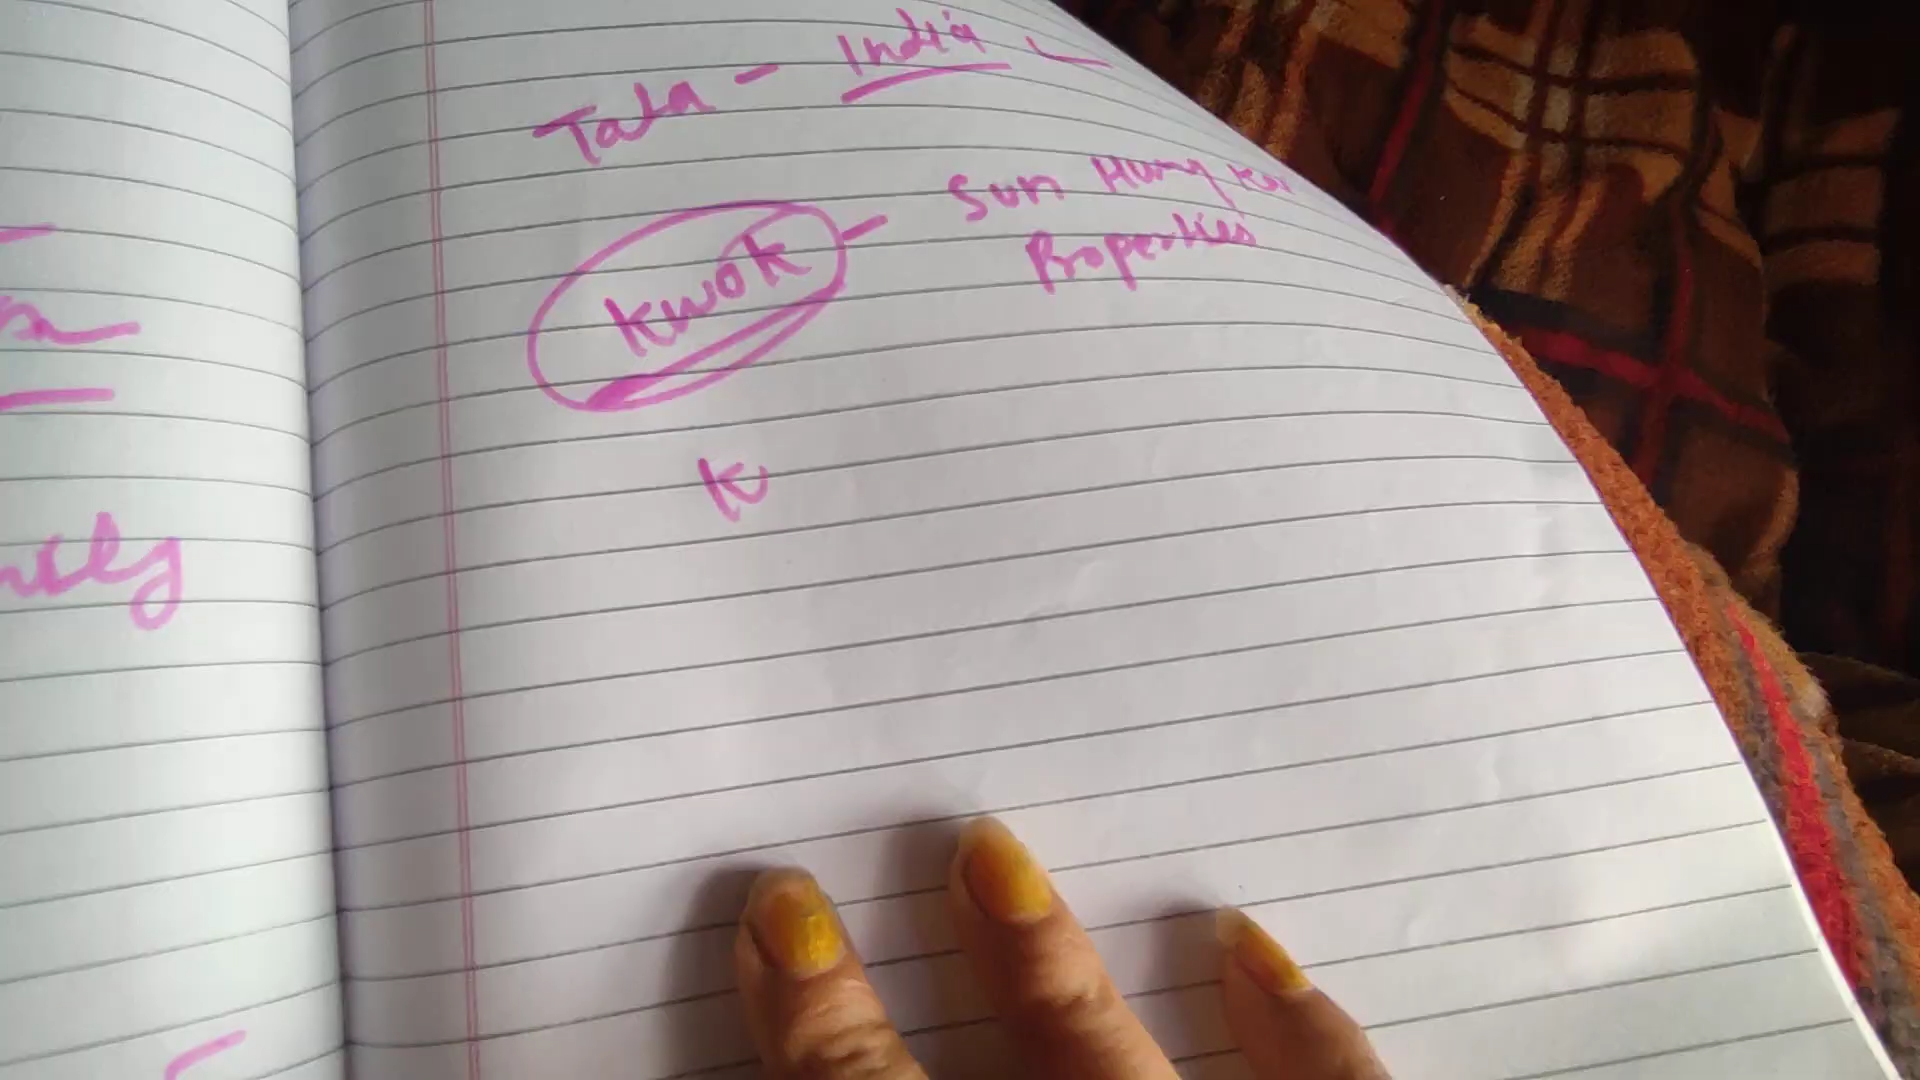 Tata - India
Kwok - Sun Hung Kai
Properties
K